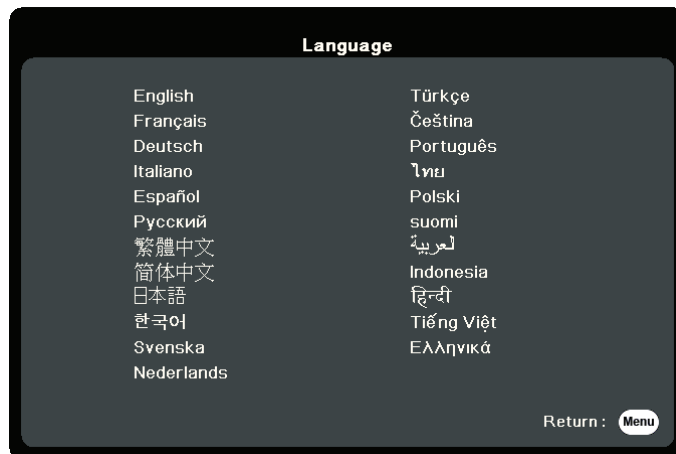 Language
English
Français
Deutsch
Italiano
Español
Русский
繁體中文
简体中文
日本語
한국어
Svenska
Nederlands
Türkçe
Čeština
Português
ไทย
Polski
suomi
العربية
Indonesia
हिन्दी
Tiếng Việt
Ελληνικά
Return: Menu